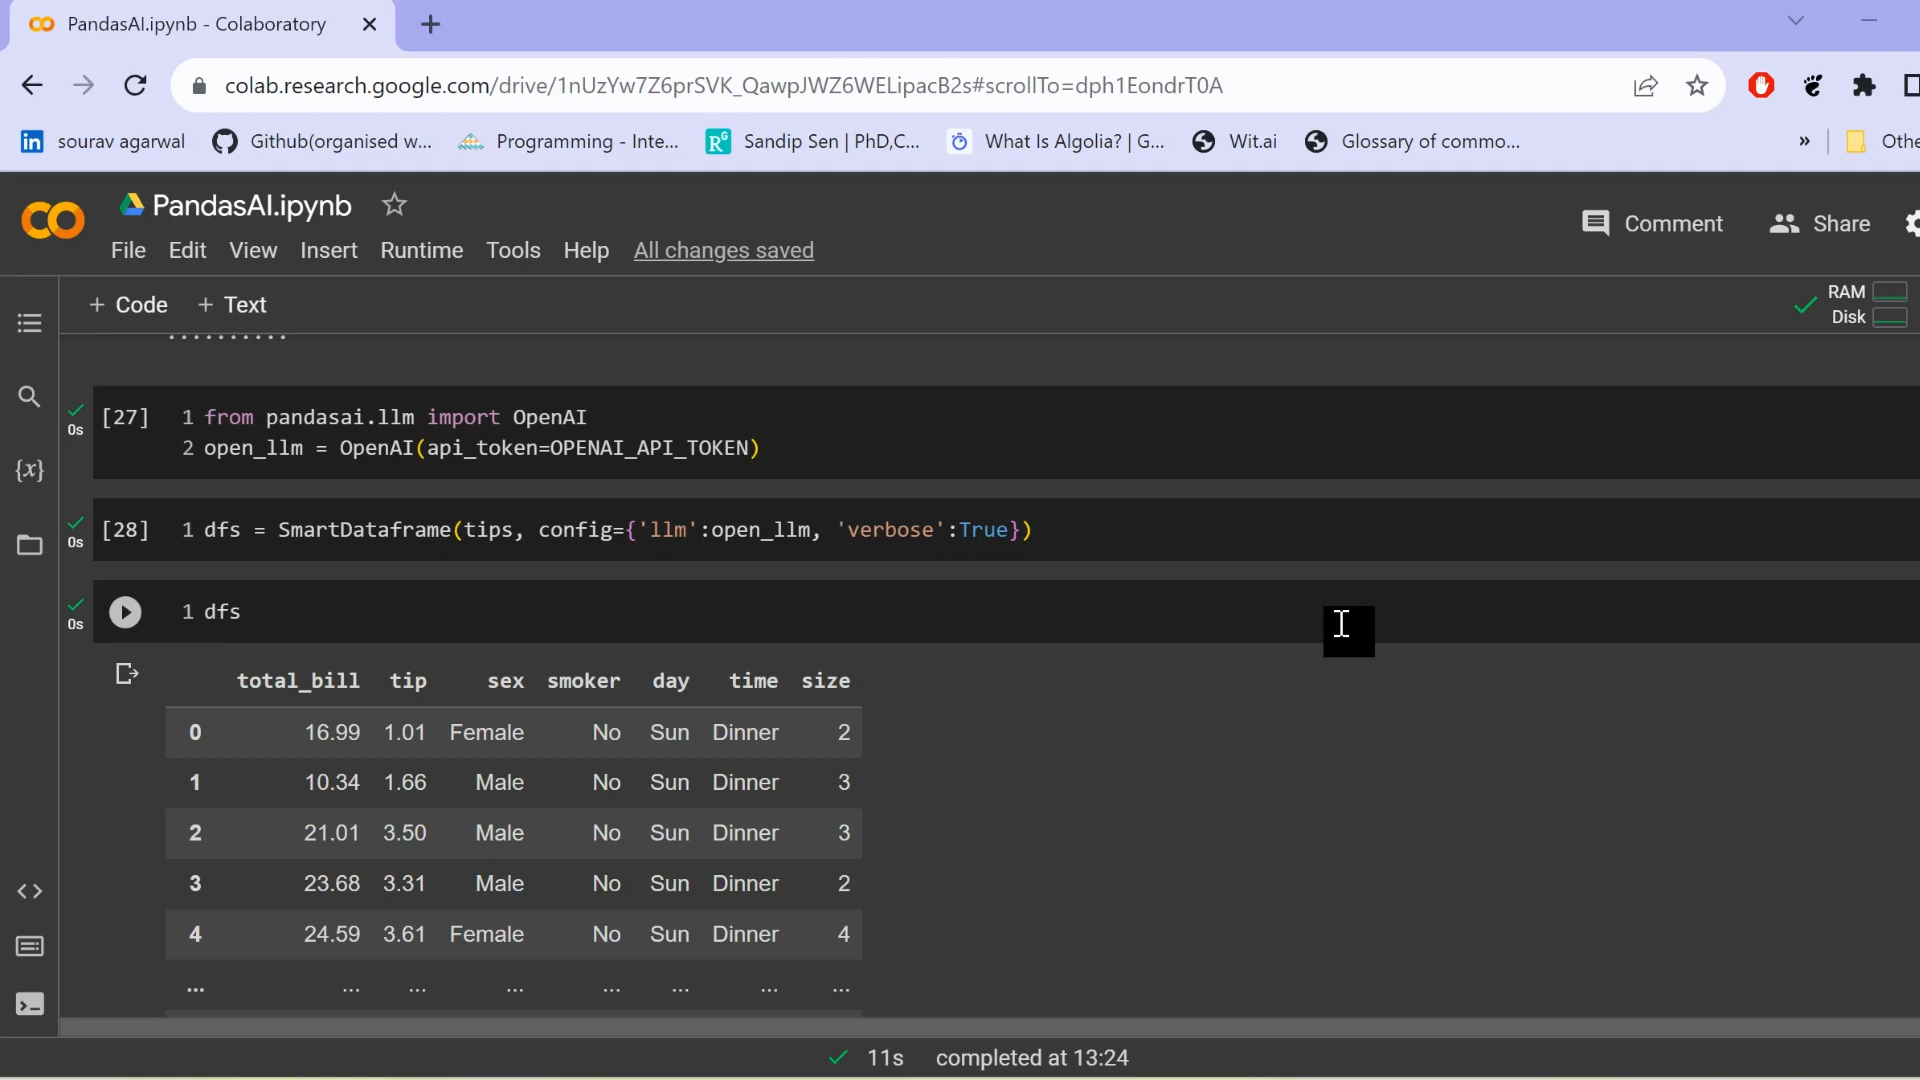 PandasAI.ipynb - Colaboratory
colab.research.google.com/drive/1nUzYw7Z6prSVK_QawpJWZ6WELipacB2s#scrollTo=dph1EondrT0A
sourav agarwal Github(organised w... Programming - Inte... Sandip Sen | PhD,C... What Is Algolia? | G... Wit.ai Glossary of commo... » Othe
PandasAI.ipynb
File Edit View Insert Runtime Tools Help All changes saved
Comment Share
+ Code + Text
RAM
Disk
[27] 1 from pandasai.llm import OpenAI
0s 2 open_llm = OpenAI(api_token=OPENAI_API_TOKEN)
[28] 1 dfs = SmartDataframe(tips, config={'llm':open_llm, 'verbose':True})
0s
1 dfs
0s
total_bill tip sex smoker day time size
0 16.99 1.01 Female No Sun Dinner 2
1 10.34 1.66 Male No Sun Dinner 3
2 21.01 3.50 Male No Sun Dinner 3
3 23.68 3.31 Male No Sun Dinner 2
4 24.59 3.61 Female No Sun Dinner 4
... ... ... ... ... ... ... ...
11s completed at 13:24